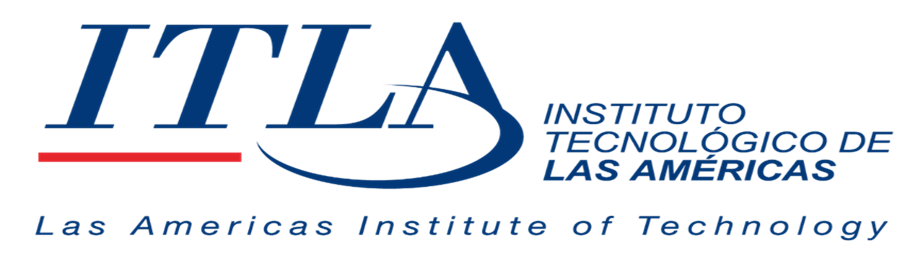 ITLA
INSTITUTO
TECNOLÓGICO DE
LAS AMÉRICAS
Las Americas Institute of Technology